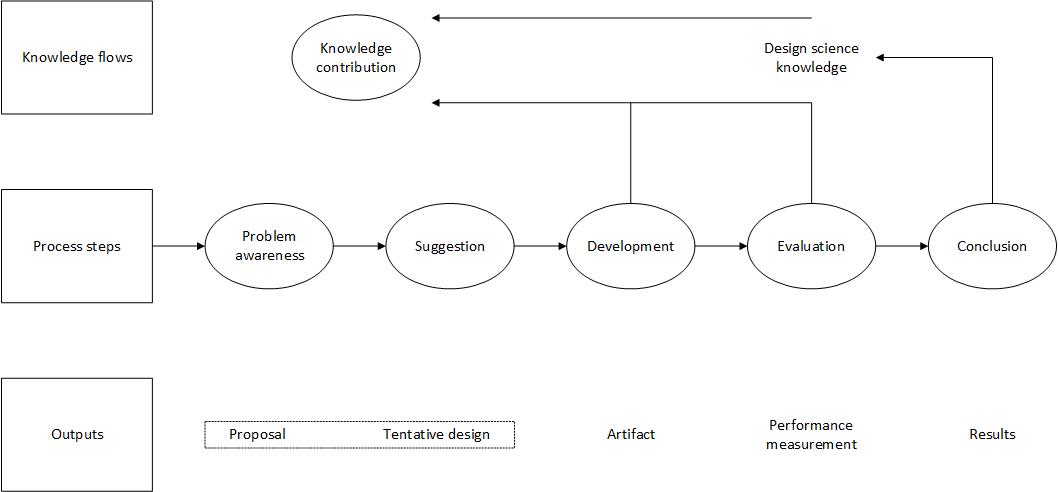 Knowledge flows
Knowledge
contribution
Design science
knowledge
Process steps
Problem
awareness
Suggestion
Development
Evaluation
Conclusion
Outputs
Proposal
Tentative design
Artifact
Performance
measurement
Results